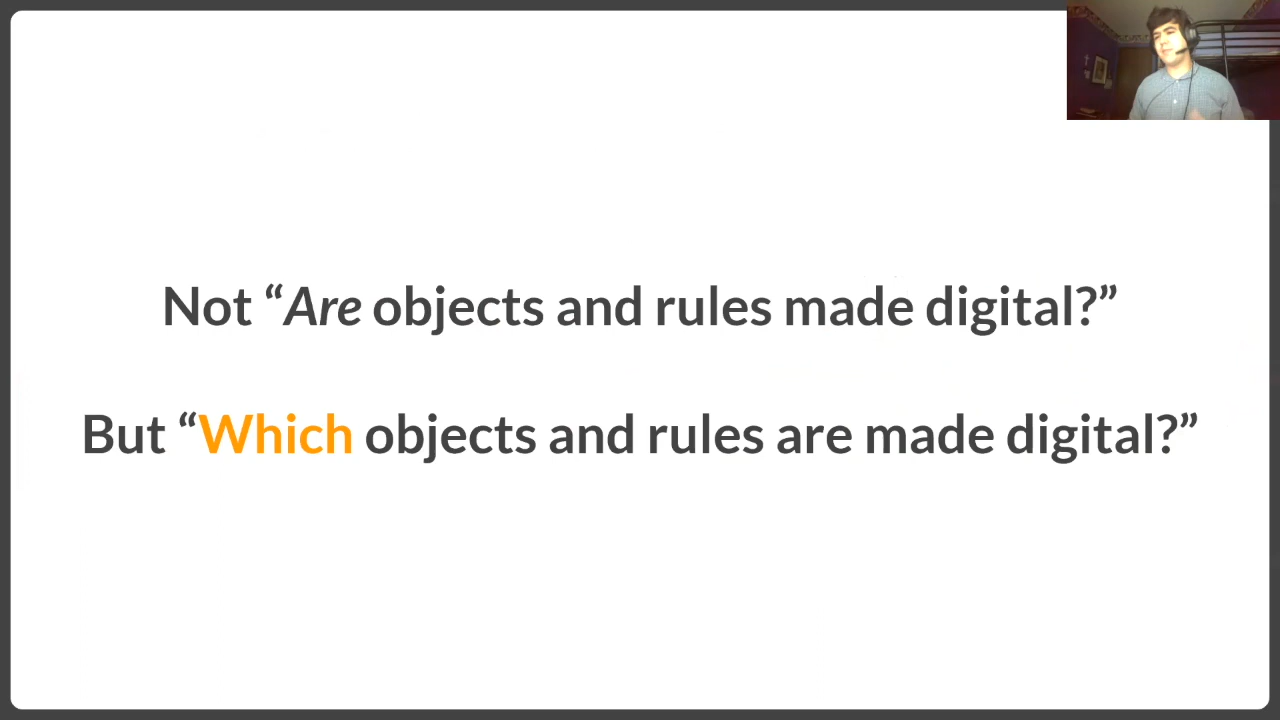 Not “Are objects and rules made digital?”
But “Which objects and rules are made digital?”